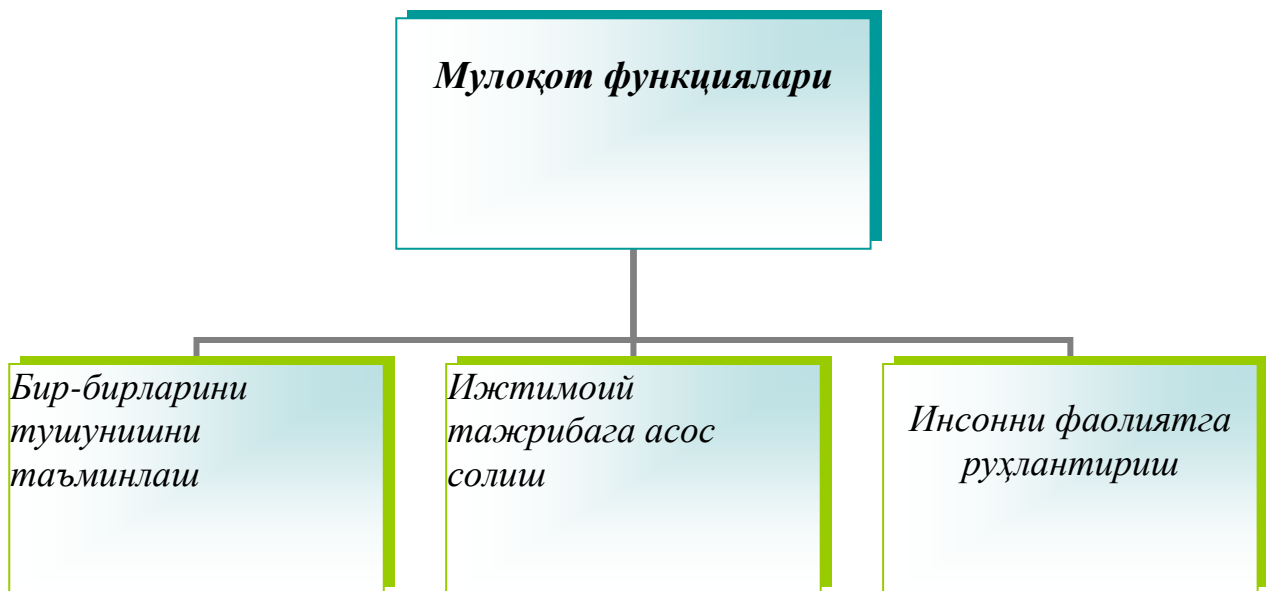 Мулоқот функциялари
Бир-бирларини
тушунишни
таъминлаш
Ижтимоий
тажрибага асос
солиш
Инсонни фаолиятга
руҳлантириш